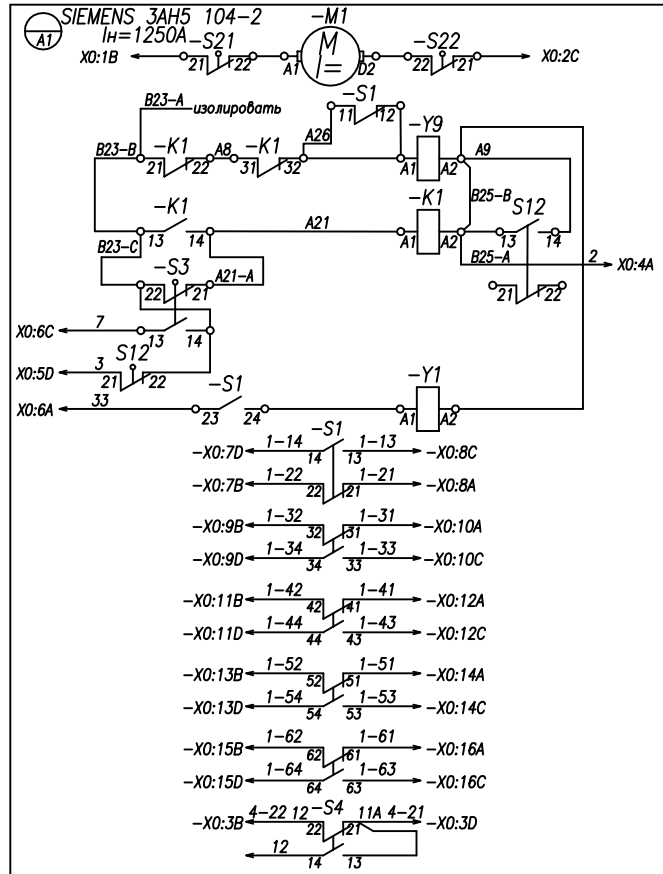 A1 SIEMENS 3AH5 104-2
Iн=1250А
-S21 -M1 -S22
X0:1B 21 22 A1 M = D2 22 21 X0:2C
B23-A изолировать
-S1
11 12
B23-B -K1 A8 -K1 A26 -Y9 A9
21 22 31 32 A1 A2
B25-B
-K1 A21 -K1 S12
13 14 A1 A2 13 14
B23-C B25-A 2 X0:4A
-S3 A21-A
22 21 21 22
X0:6C 7 13 14
X0:5D 3 S12
21 22
X0:6A 33 -S1 -Y1
23 24 A1 A2
-S1
-X0:7D 1-14 14 13 1-13 -X0:8C
-X0:7B 1-22 22 21 1-21 -X0:8A
-X0:9B 1-32 32 31 1-31 -X0:10A
-X0:9D 1-34 34 33 1-33 -X0:10C
-X0:11B 1-42 42 41 1-41 -X0:12A
-X0:11D 1-44 44 43 1-43 -X0:12C
-X0:13B 1-52 52 51 1-51 -X0:14A
-X0:13D 1-54 54 53 1-53 -X0:14C
-X0:15B 1-62 62 61 1-61 -X0:16A
-X0:15D 1-64 64 63 1-63 -X0:16C
-S4
-X0:3B 4-22 12 22 21 11A 4-21 -X0:3D
12 14 13